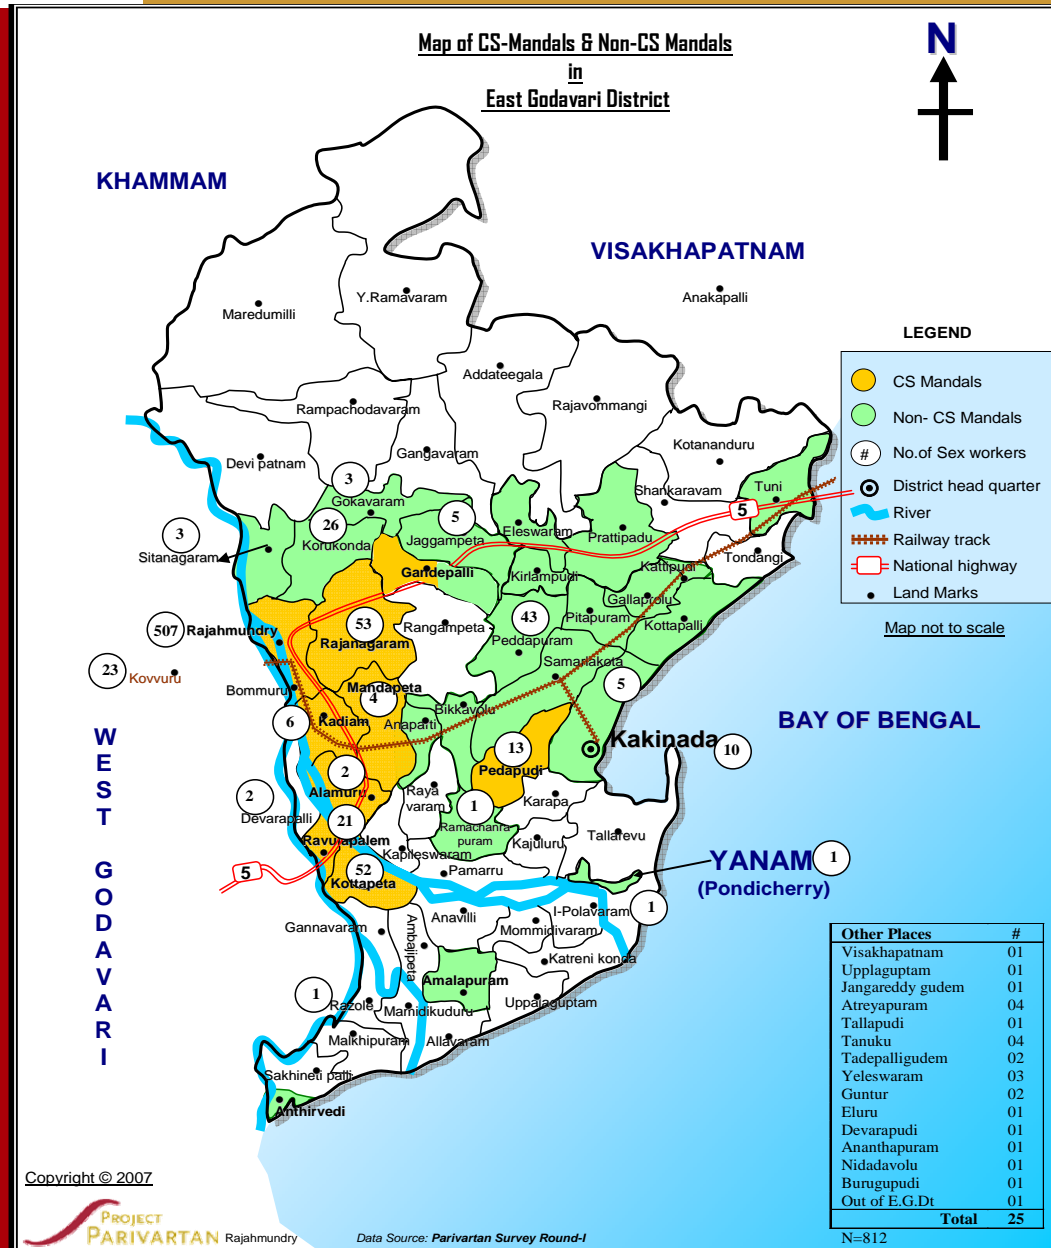 Map of CS-Mandals & Non-CS Mandals
in
East Godavari District
N
KHAMMAM
VISAKHAPATNAM
Anakapalli
Y.Ramavaram
Maredumilli
LEGEND
CS Mandals
Non- CS Mandals
# No.of Sex workers
District head quarter
River
Railway track
National highway
Land Marks
Map not to scale
Addateegala
Rampachodavaram
Rajavommangi
Kotananduru
Gangavaram
Devi patnam
Tuni
Shankaravam
3
Gokavaram
5
3
Sitanagaram
26
Korukonda
5
Jaggampeta
Eleswaram
Prattipadu
Tondangi
Gandepalli
Kirlampudi
Kattipudi
Gallaprolu
Pitapuram
Kottapalli
507
Rajahmundry
53
Rajanagaram
Rangampeta
43
Peddapuram
Samarlakota
23
Kovvuru
Bommuru
Mandapeta
4
5
Bikkavolu
6
Kadiam
Anaparti
BAY OF BENGAL
Kakinada
10
13
Pedapudi
2
Alamuru
2
Devarapalli
Raya
varam
1
Ramachanra
puram
Karapa
21
Ravulapalem
Kapileswaram
Kajuluru
Tallarevu
YANAM
1
(Pondicherry)
5
52
Kottapeta
Pamarru
WEST GODAVARI
Gannavaram
Ambajipeta
Anavilli
I-Polavaram
1
Mommidivaram
Katreni konda
Amalapuram
Uppalaguptam
1
Razole
Mamidikuduru
Malkhipuram
Allavaram
Sakhineti palli
Anthirvedi
Other Places #
Visakhapatnam 01
Upplaguptam 01
Jangareddy gudem 01
Atreyapuram 04
Tallapudi 01
Tanuku 04
Tadepalligudem 02
Yeleswaram 03
Guntur 02
Eluru 01
Devarapudi 01
Ananthapuram 01
Nidadavolu 01
Burugupudi 01
Out of E.G.Dt 01
Total 25
N=812
Copyright © 2007
PROJECT
PARIVARTAN
Rajahmundry
Data Source: Parivartan Survey Round-I